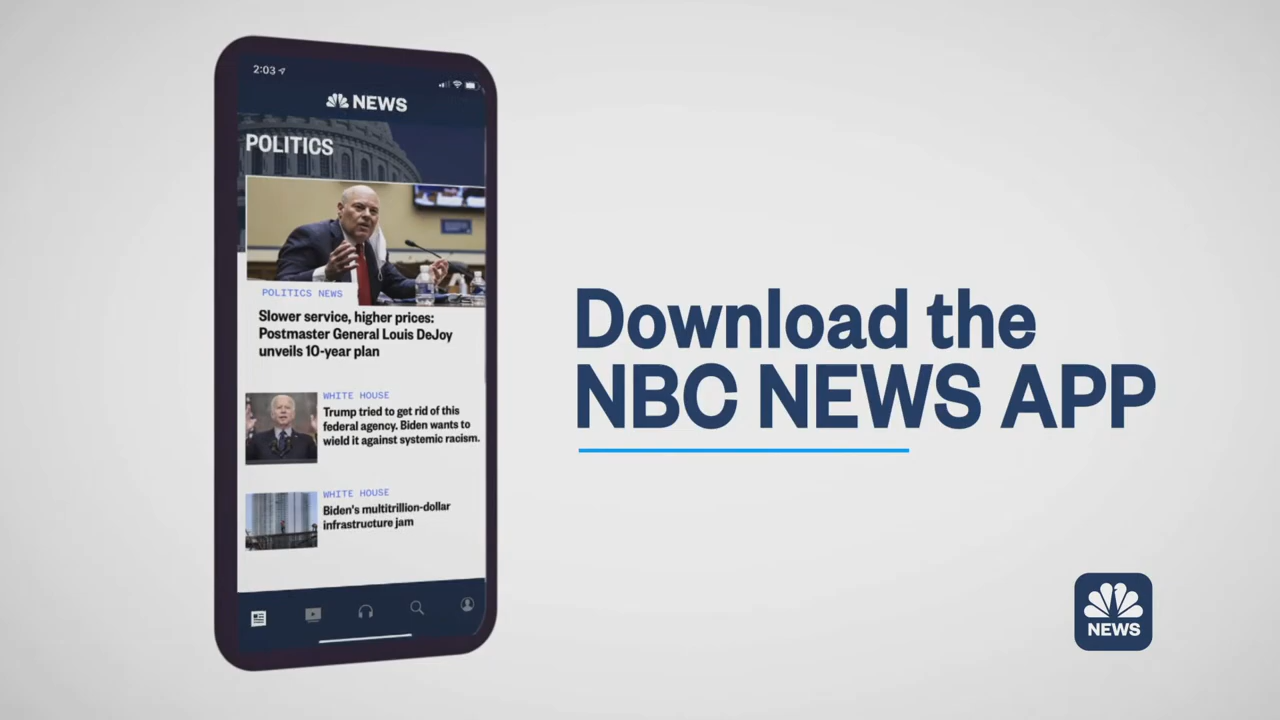 2:03
NEWS
POLITICS
POLITICS NEWS
Slower service, higher prices:
Postmaster General Louis DeJoy
unveils 10-year plan
WHITE HOUSE
Trump tried to get rid of this
federal agency. Biden wants to
wield it against systemic racism.
WHITE HOUSE
Biden's multitrillion-dollar
infrastructure jam
Download the
NBC NEWS APP
NEWS